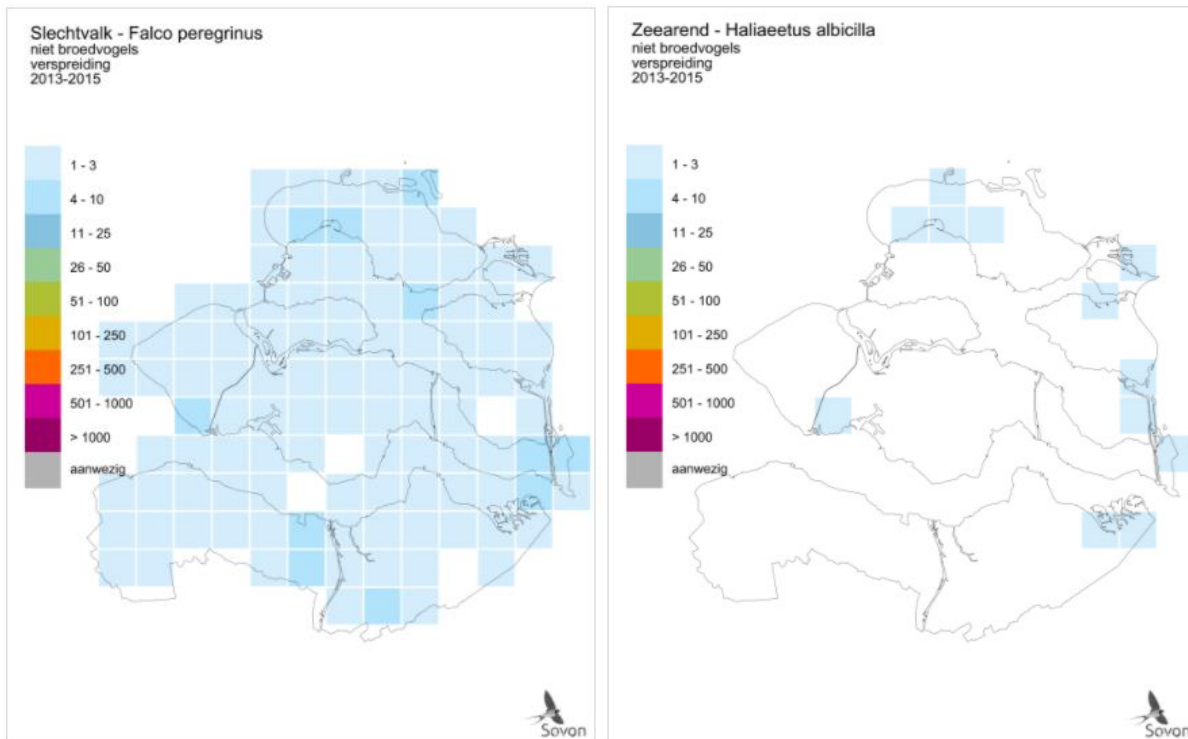 Slechtvalk - Falco peregrinus
niet broedvogels
verspreiding
2013-2015
1 - 3
4 - 10
11 - 25
26 - 50
51 - 100
101 - 250
251 - 500
501 - 1000
> 1000
aanwezig
Sovon
Zeearend - Haliaeetus albicilla
niet broedvogels
verspreiding
2013-2015
1 - 3
4 - 10
11 - 25
26 - 50
51 - 100
101 - 250
251 - 500
501 - 1000
> 1000
aanwezig
Sovon